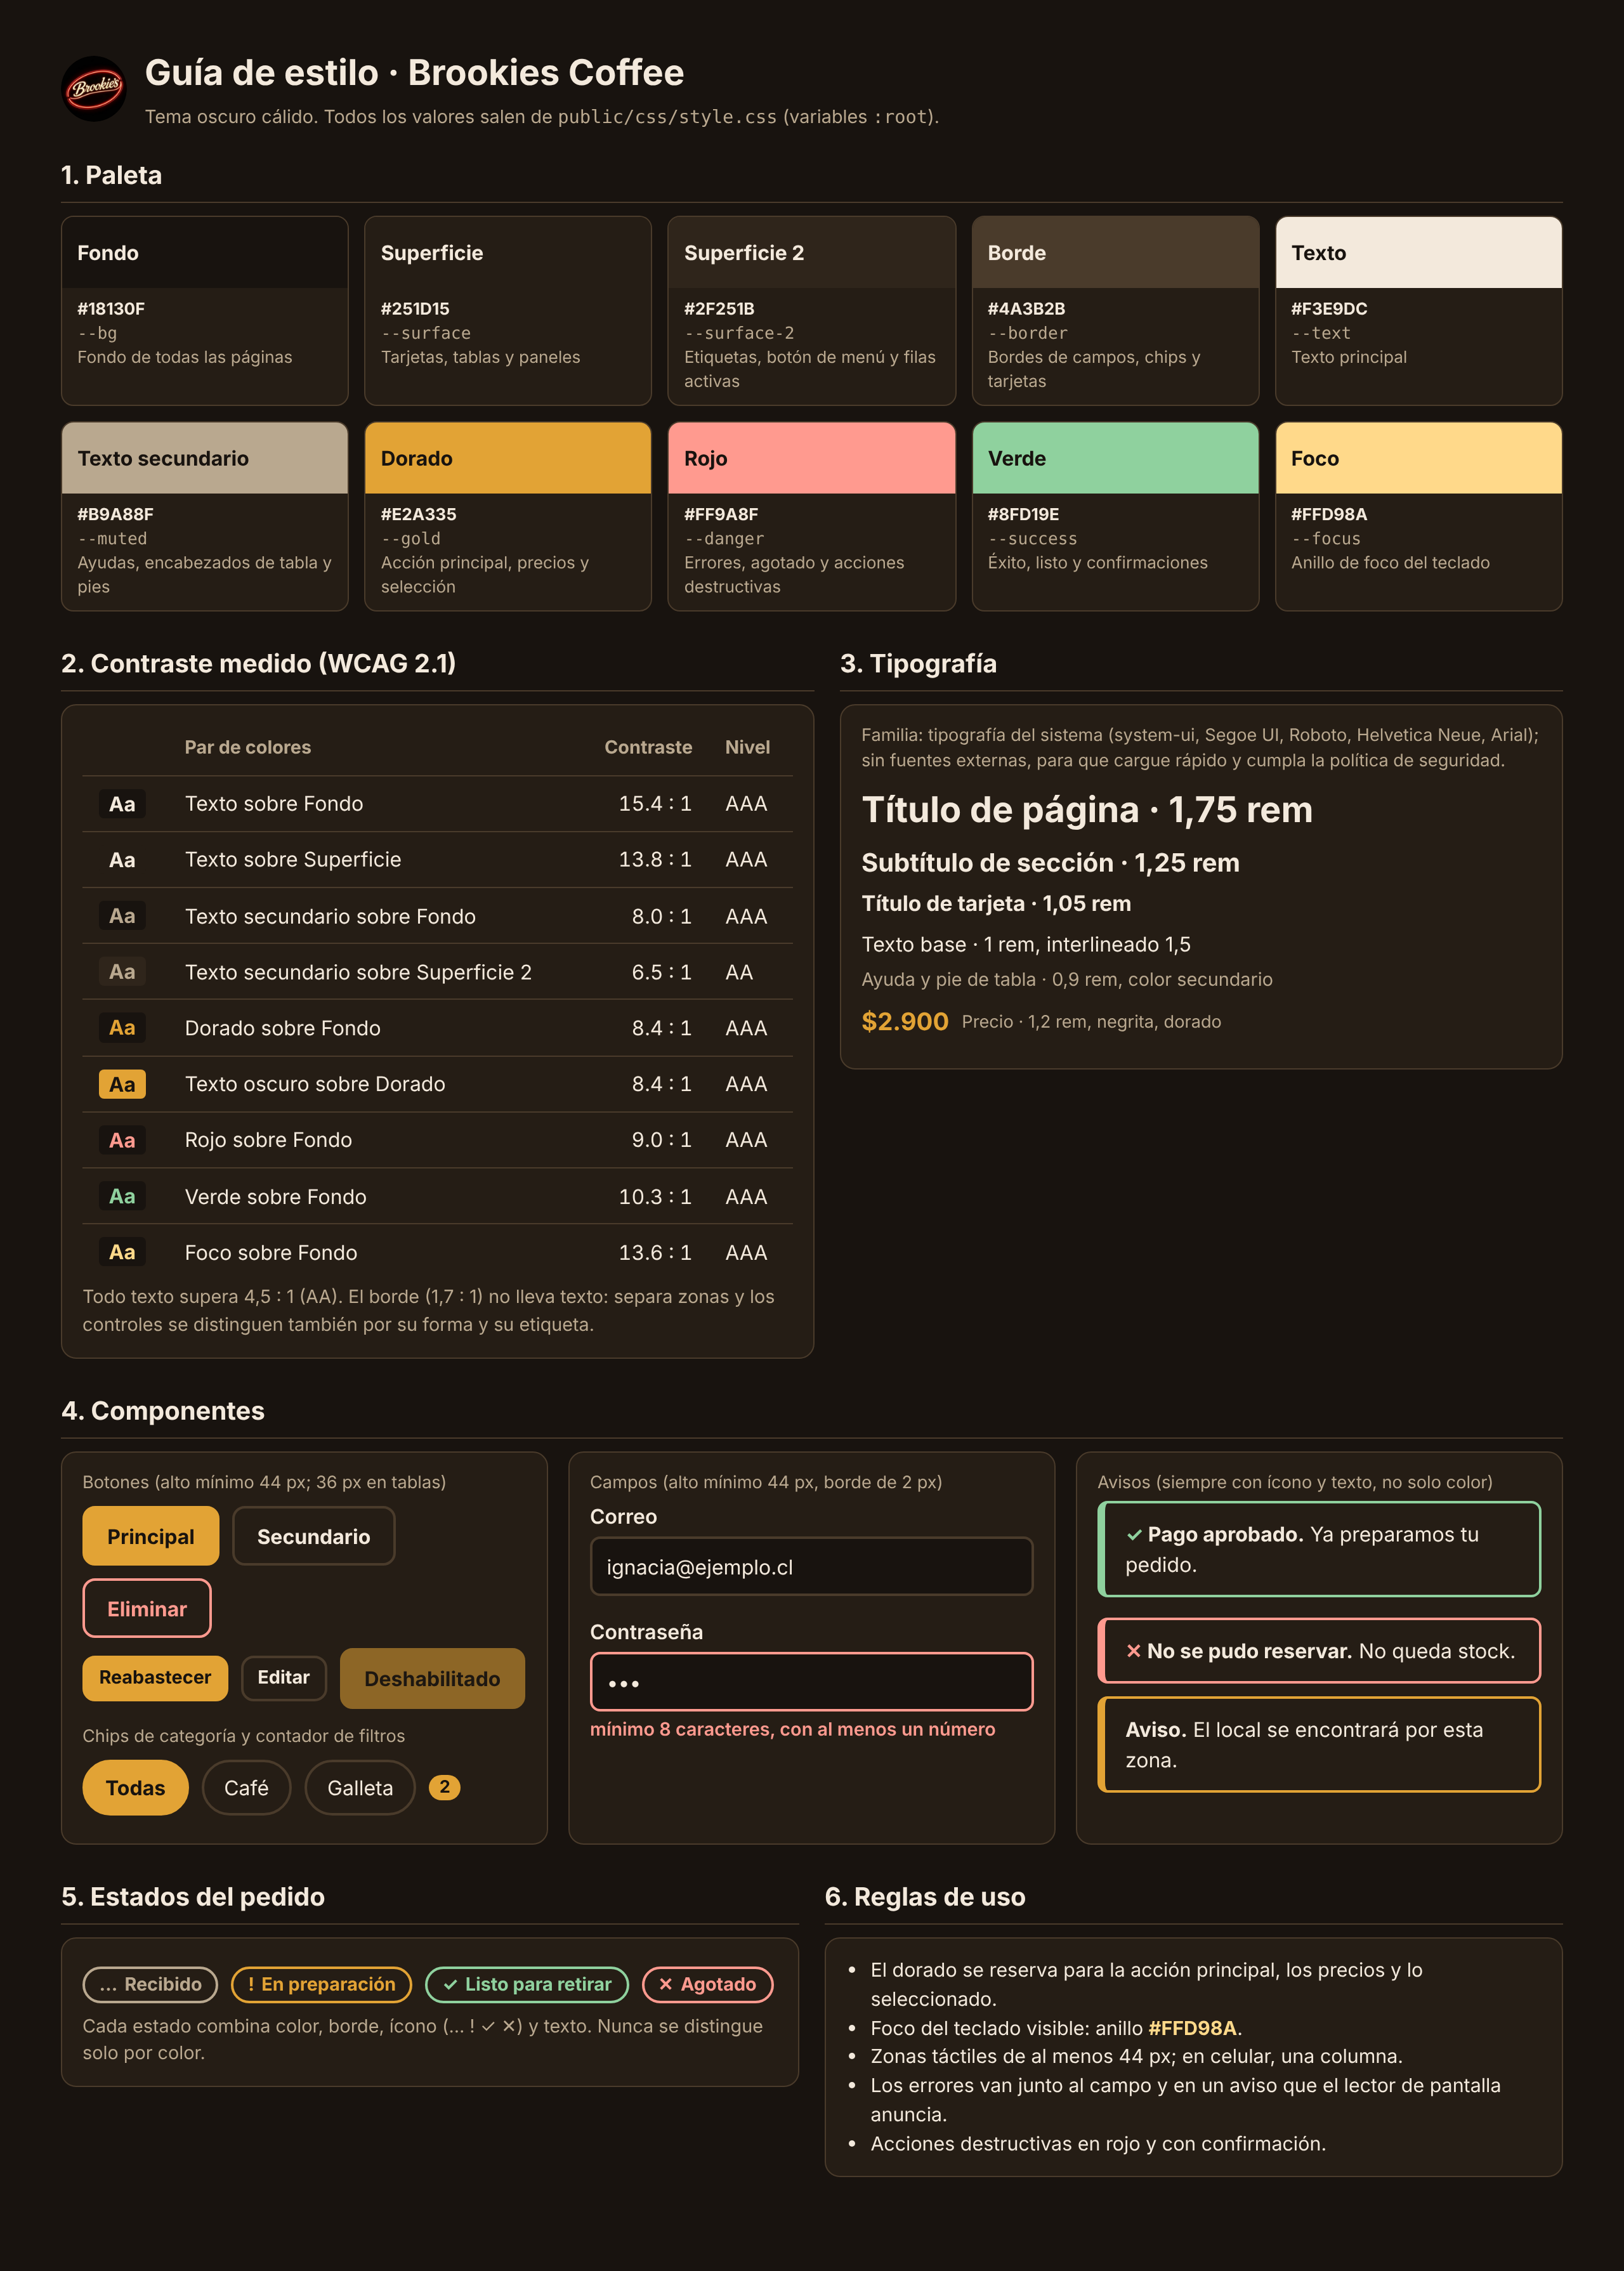 Brookies
Guía de estilo · Brookies Coffee
Tema oscuro cálido. Todos los valores salen de public/css/style.css (variables :root).
1. Paleta
Fondo
#18130F
--bg
Fondo de todas las páginas
Superficie
#251D15
--surface
Tarjetas, tablas y paneles
Superficie 2
#2F251B
--surface-2
Etiquetas, botón de menú y filas
activas
Borde
#4A3B2B
--border
Bordes de campos, chips y
tarjetas
Texto
#F3E9DC
--text
Texto principal
Texto secundario
#B9A88F
--muted
Ayudas, encabezados de tabla y
pies
Dorado
#E2A335
--gold
Acción principal, precios y
selección
Rojo
#FF9A8F
--danger
Errores, agotado y acciones
destructivas
Verde
#8FD19E
--success
Éxito, listo y confirmaciones
Foco
#FFD98A
--focus
Anillo de foco del teclado
2. Contraste medido (WCAG 2.1)
Par de colores Contraste Nivel
Aa Texto sobre Fondo 15.4 : 1 AAA
Aa Texto sobre Superficie 13.8 : 1 AAA
Aa Texto secundario sobre Fondo 8.0 : 1 AAA
Aa Texto secundario sobre Superficie 2 6.5 : 1 AA
Aa Dorado sobre Fondo 8.4 : 1 AAA
Aa Texto oscuro sobre Dorado 8.4 : 1 AAA
Aa Rojo sobre Fondo 9.0 : 1 AAA
Aa Verde sobre Fondo 10.3 : 1 AAA
Aa Foco sobre Fondo 13.6 : 1 AAA
Todo texto supera 4,5 : 1 (AA). El borde (1,7 : 1) no lleva texto: separa zonas y los
controles se distinguen también por su forma y su etiqueta.
3. Tipografía
Familia: tipografía del sistema (system-ui, Segoe UI, Roboto, Helvetica Neue, Arial);
sin fuentes externas, para que cargue rápido y cumpla la política de seguridad.
Título de página · 1,75 rem
Subtítulo de sección · 1,25 rem
Título de tarjeta · 1,05 rem
Texto base · 1 rem, interlineado 1,5
Ayuda y pie de tabla · 0,9 rem, color secundario
$2.900 Precio · 1,2 rem, negrita, dorado
4. Componentes
Botones (alto mínimo 44 px; 36 px en tablas)
Principal Secundario
Eliminar
Reabastecer Editar Deshabilitado
Chips de categoría y contador de filtros
Todas Café Galleta 2
Campos (alto mínimo 44 px, borde de 2 px)
Correo
ignacia@ejemplo.cl
Contraseña
•••
mínimo 8 caracteres, con al menos un número
Avisos (siempre con ícono y texto, no solo color)
✓ Pago aprobado. Ya preparamos tu
pedido.
✕ No se pudo reservar. No queda stock.
Aviso. El local se encontrará por esta
zona.
5. Estados del pedido
… Recibido ! En preparación ✓ Listo para retirar ✕ Agotado
Cada estado combina color, borde, ícono (… ! ✓ ✕) y texto. Nunca se distingue
solo por color.
6. Reglas de uso
• El dorado se reserva para la acción principal, los precios y lo
seleccionado.
• Foco del teclado visible: anillo #FFD98A.
• Zonas táctiles de al menos 44 px; en celular, una columna.
• Los errores van junto al campo y en un aviso que el lector de pantalla
anuncia.
• Acciones destructivas en rojo y con confirmación.